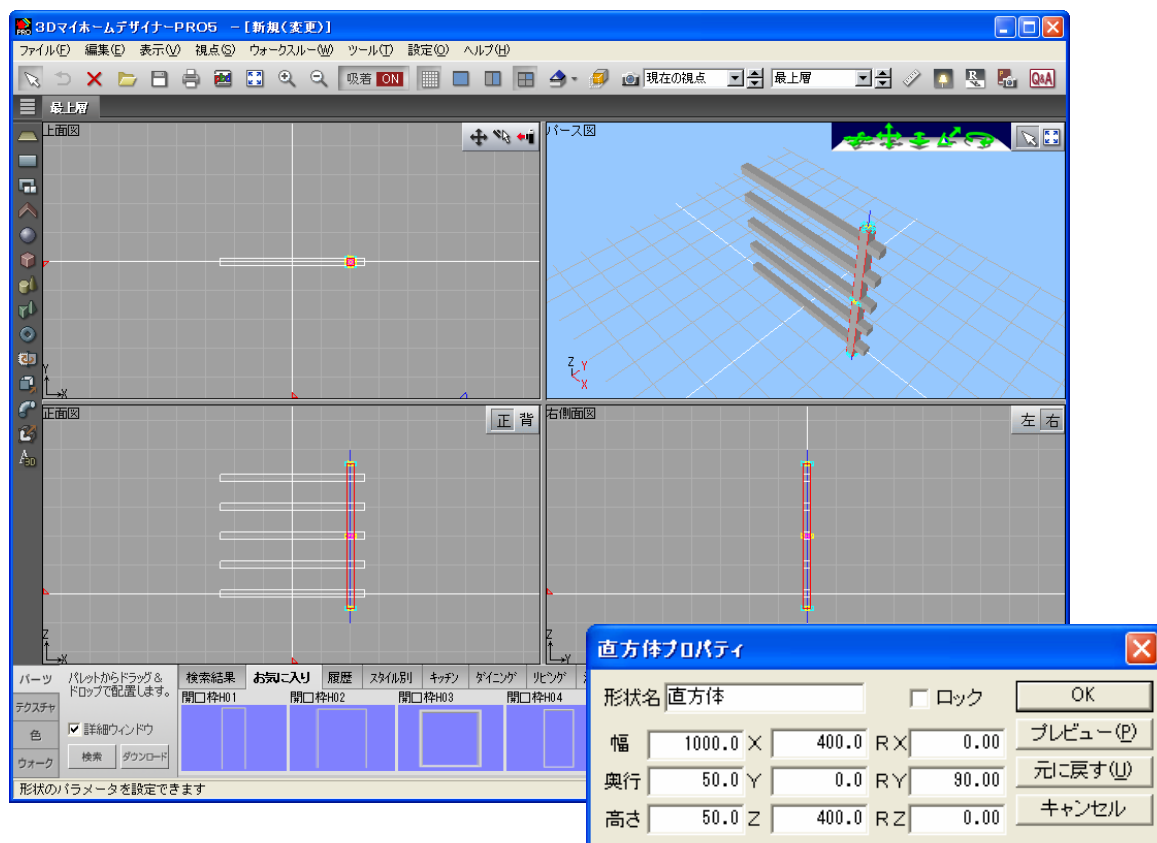 3DマイホームデザイナーPRO5 －[新規(変更)]
ファイル(F) 編集(E) 表示(V) 視点(S) ウォークスルー(W) ツール(T) 設定(O) ヘルプ(H)
吸着 ON 現在の視点 最上層 Q&A
最上層
上面図 パース図
Y Z Y
X X
正面図 正 背 右側面図 左 右
Z Z
X Y
パーツ パレットからドラッグ＆ 検索結果 お気に入り 履歴 スタイル別 キッチン ダイニング リビング
ドロップで配置します。 開口枠H01 開口枠H02 開口枠H03 開口枠H04
テクスチャ
色 詳細ウィンドウ
ウォーク 検索 ダウンロード
形状のパラメータを設定できます
直方体プロパティ
形状名 直方体 ロック OK
幅 1000.0 X 400.0 RX 0.00 プレビュー(P)
奥行 50.0 Y 0.0 RY 90.00 元に戻す(U)
高さ 50.0 Z 400.0 RZ 0.00 キャンセル